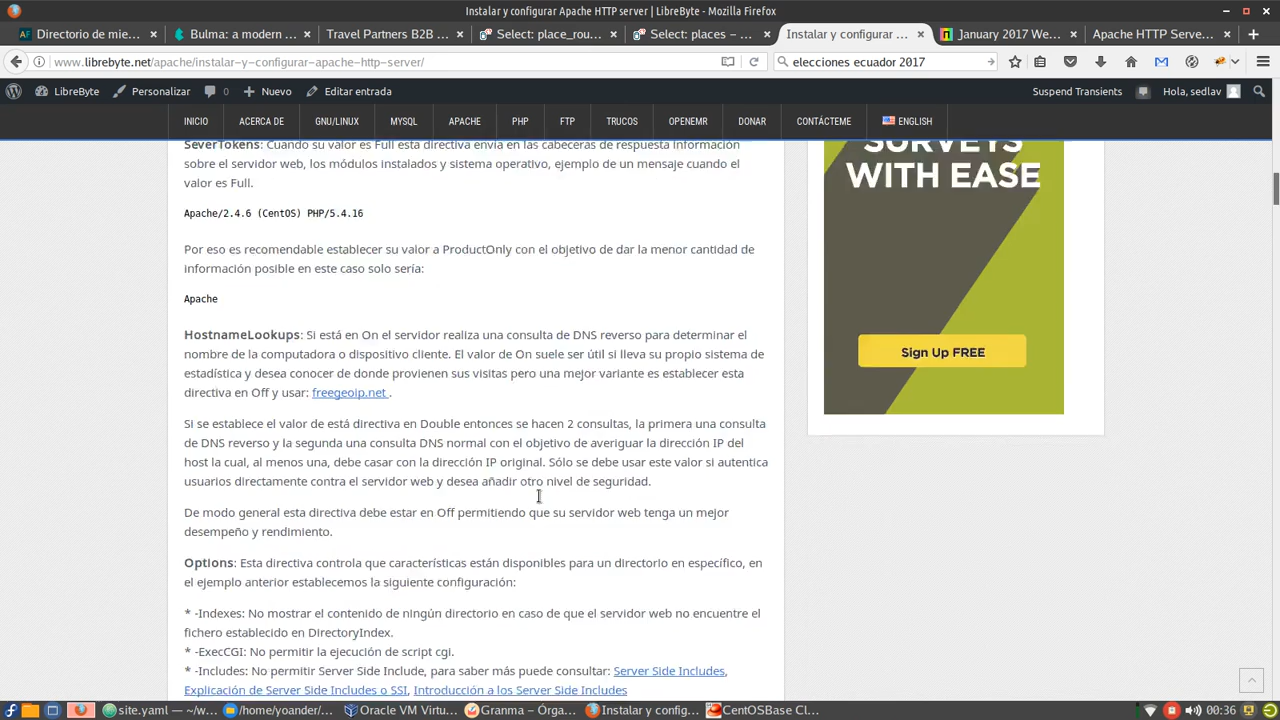 Instalar y configurar Apache HTTP server | LibreByte - Mozilla Firefox
Directorio de mie...
Bulma: a modern ...
Travel Partners B2B ...
Select: place_rou...
Select: places – ...
Instalar y configurar ...
January 2017 We...
Apache HTTP Serve...
www.librebyte.net/apache/instalar-y-configurar-apache-http-server/
elecciones ecuador 2017
LibreByte
Personalizar
0
Nuevo
Editar entrada
Suspend Transients
Hola, sedlav
INICIO
ACERCA DE
GNU/LINUX
MYSQL
APACHE
PHP
FTP
TRUCOS
OPENEMR
DONAR
CONTÁCTEME
ENGLISH
SeverTokens: Cuando su valor es Full esta directiva envía en las cabeceras de respuesta Información
sobre el servidor web, los módulos instalados y sistema operativo, ejemplo de un mensaje cuando el
valor es Full.
Apache/2.4.6 (CentOS) PHP/5.4.16
Por eso es recomendable establecer su valor a ProductOnly con el objetivo de dar la menor cantidad de
información posible en este caso solo sería:
Apache
HostnameLookups: Si está en On el servidor realiza una consulta de DNS reverso para determinar el
nombre de la computadora o dispositivo cliente. El valor de On suele ser útil si lleva su propio sistema de
estadística y desea conocer de donde provienen sus visitas pero una mejor variante es establecer esta
directiva en Off y usar: freegeoip.net .
Si se establece el valor de está directiva en Double entonces se hacen 2 consultas, la primera una consulta
de DNS reverso y la segunda una consulta DNS normal con el objetivo de averiguar la dirección IP del
host la cual, al menos una, debe casar con la dirección IP original. Sólo se debe usar este valor si autentica
usuarios directamente contra el servidor web y desea añadir otro nivel de seguridad.
De modo general esta directiva debe estar en Off permitiendo que su servidor web tenga un mejor
desempeño y rendimiento.
Options: Esta directiva controla que características están disponibles para un directorio en específico, en
el ejemplo anterior establecemos la siguiente configuración:
* -Indexes: No mostrar el contenido de ningún directorio en caso de que el servidor web no encuentre el
fichero establecido en DirectoryIndex.
* -ExecCGI: No permitir la ejecución de script cgi.
* -Includes: No permitir Server Side Include, para saber más puede consultar: Server Side Includes,
Explicación de Server Side Includes o SSI, Introducción a los Server Side Includes
SURVEYS
WITH EASE
Sign Up FREE
site.yaml — ~/w...
/home/yoander/...
Oracle VM Virtu...
Granma – Órga...
Instalar y config...
CentOSBase Cl...
00:36